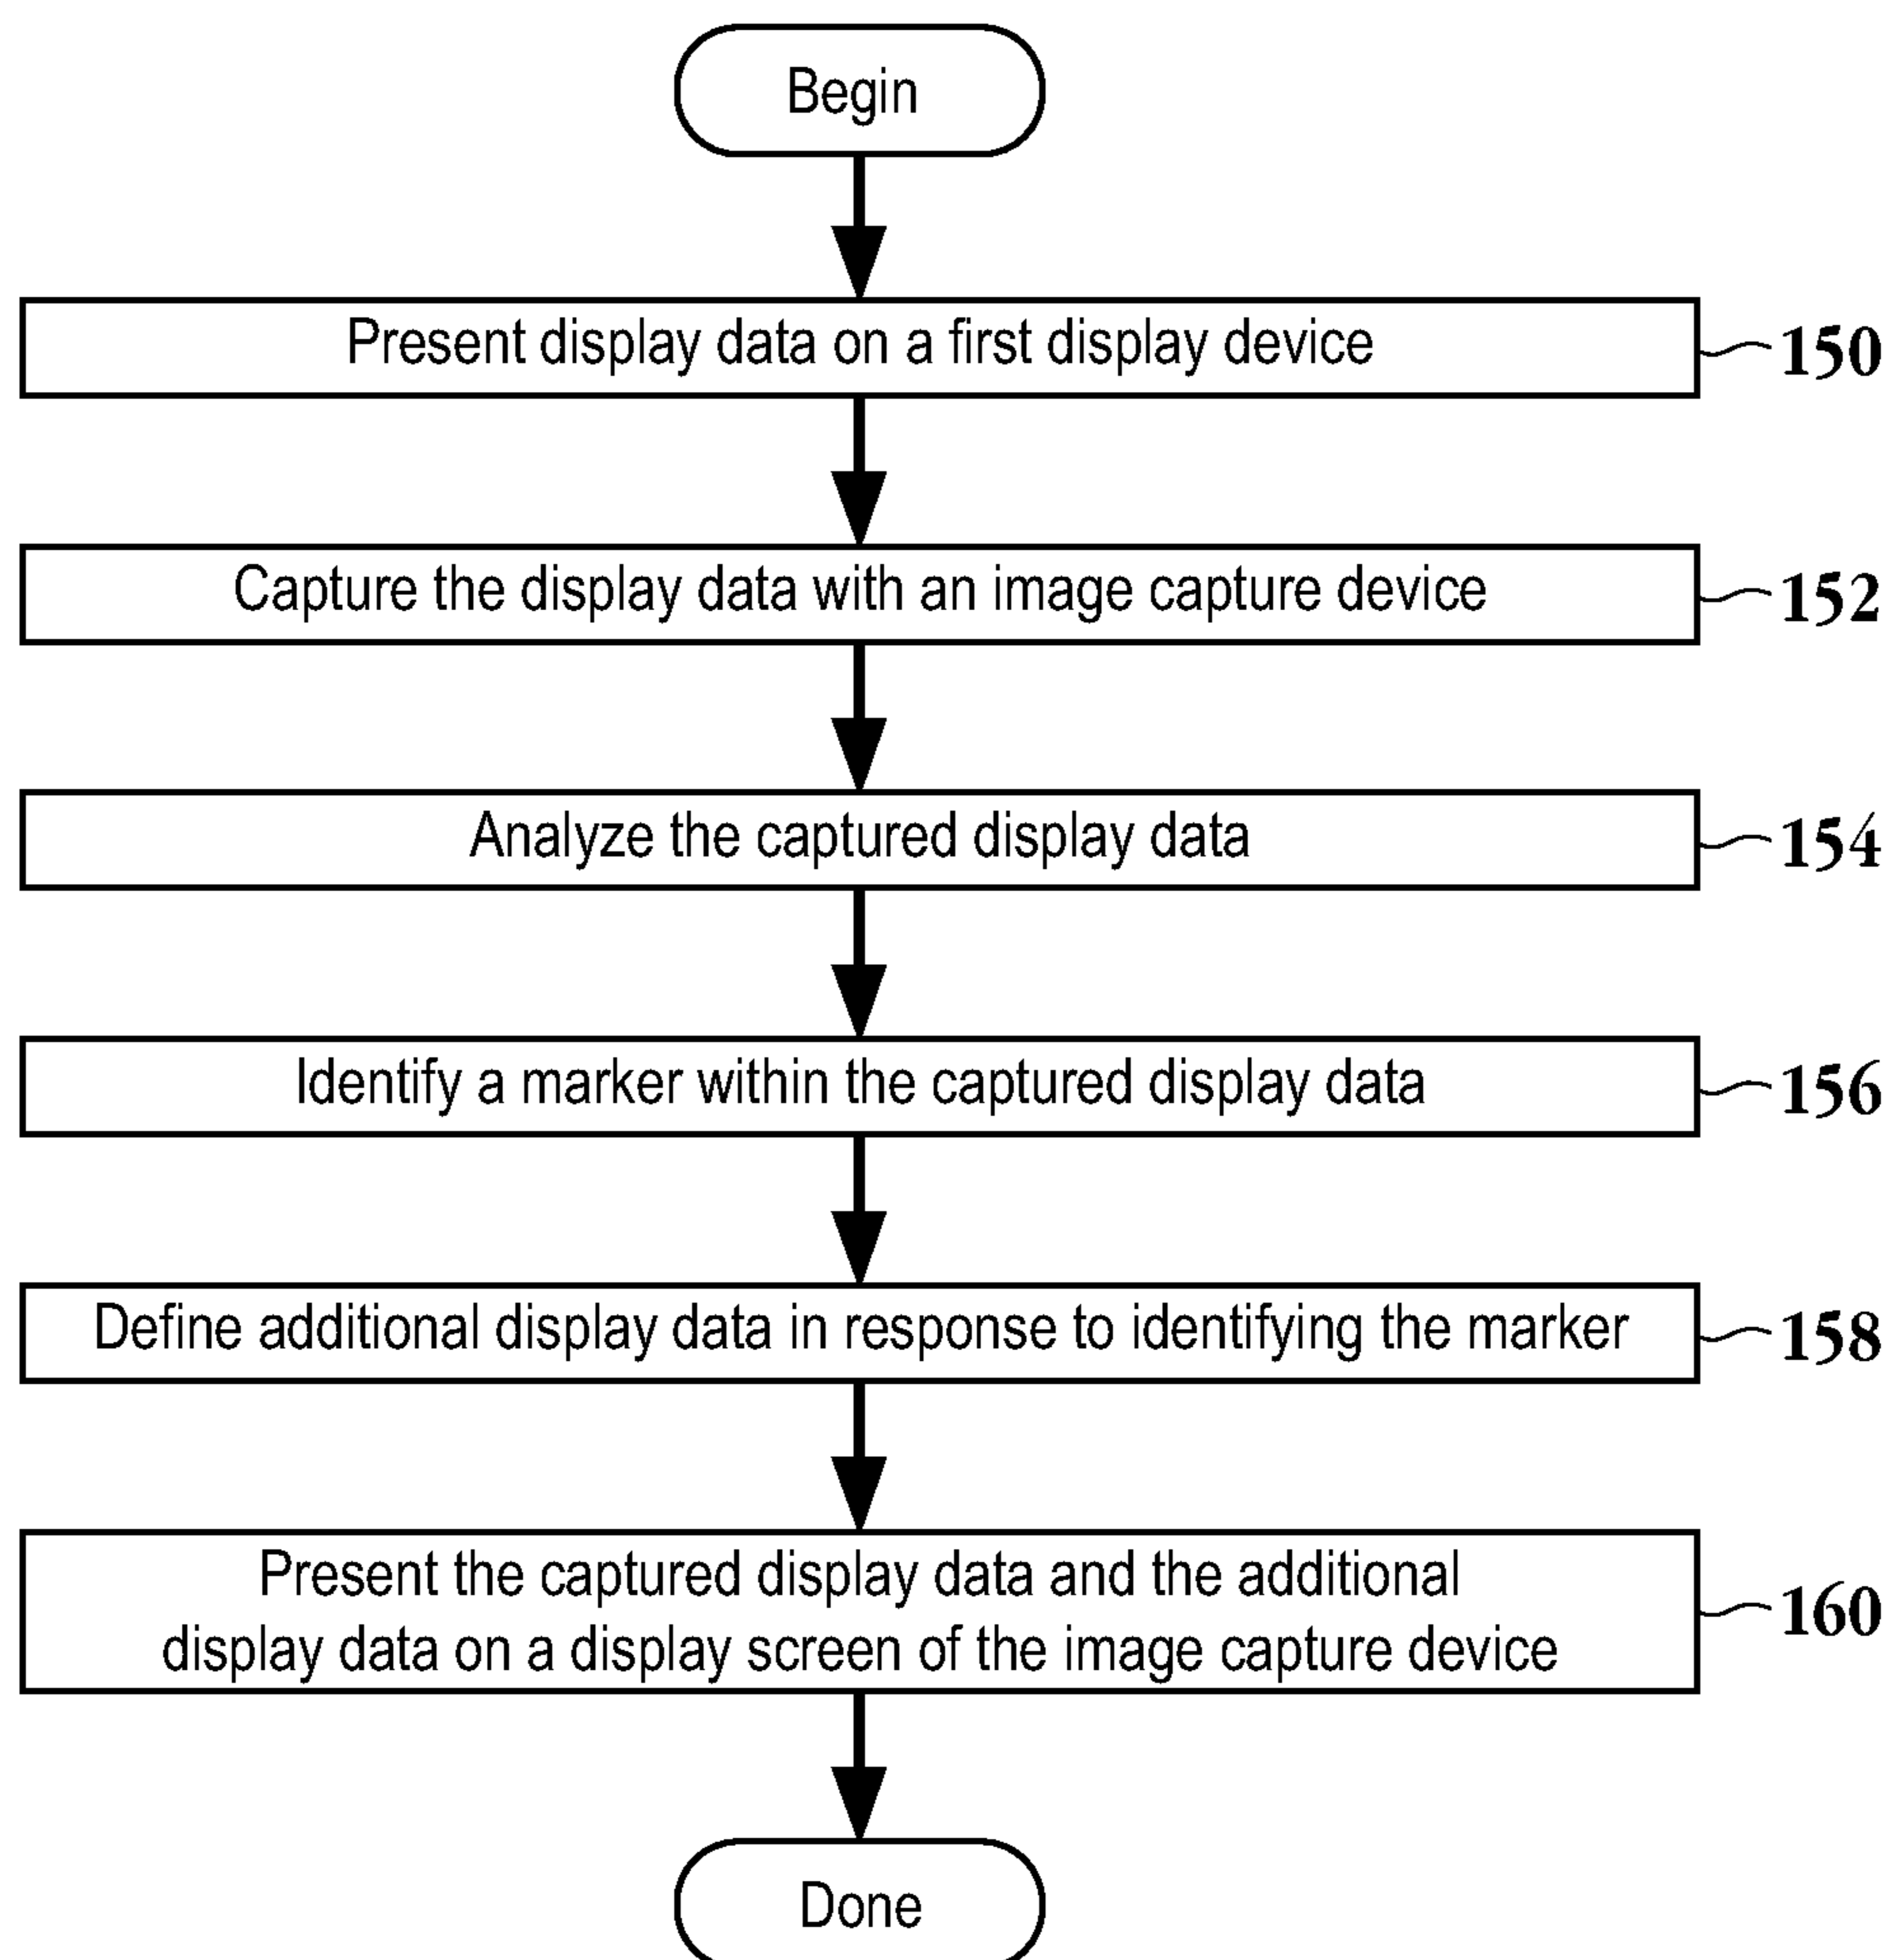 Begin
Present display data on a first display device
150
Capture the display data with an image capture device
152
Analyze the captured display data
154
Identify a marker within the captured display data
156
Define additional display data in response to identifying the marker
158
Present the captured display data and the additional
display data on a display screen of the image capture device
160
Done